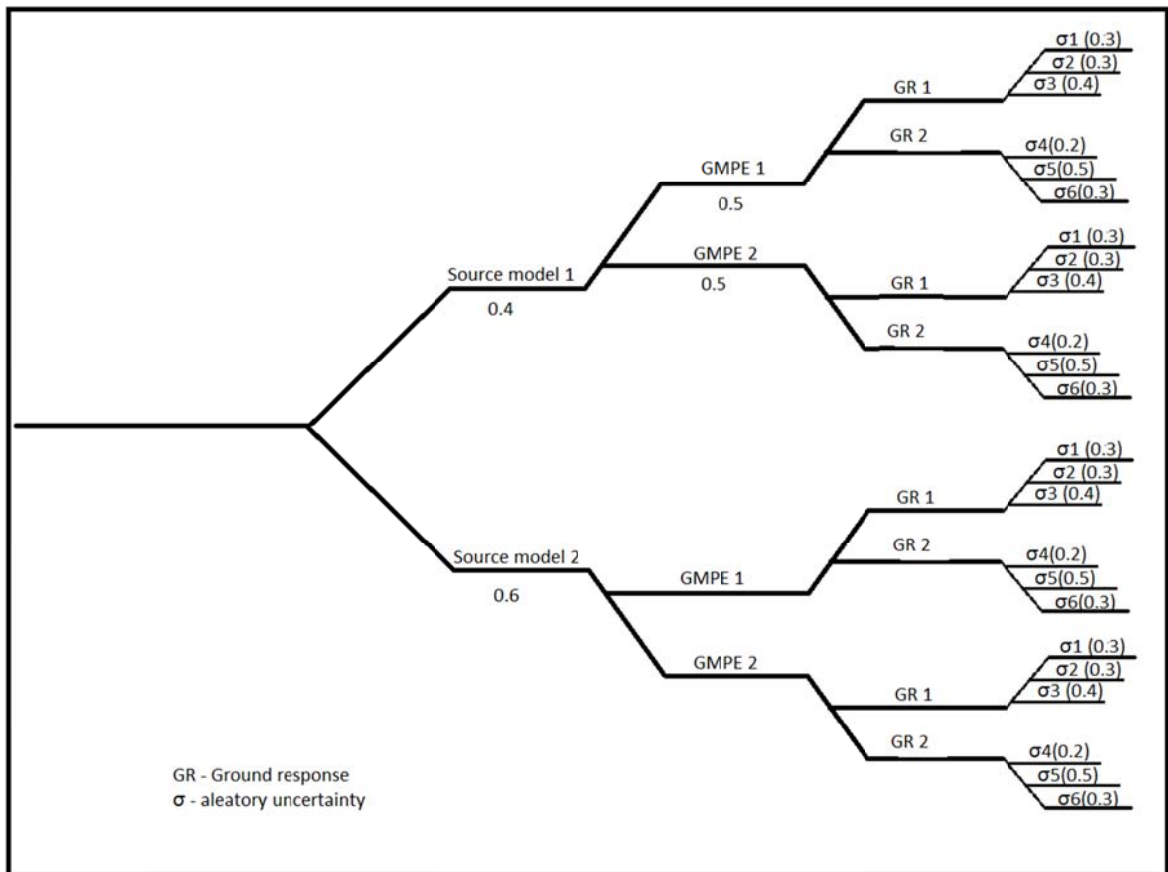 σ1 (0.3)
σ2 (0.3)
σ3 (0.4)
GR 1
GR 2
σ4(0.2)
σ5(0.5)
σ6(0.3)
GMPE 1
0.5
GMPE 2
0.5
σ1 (0.3)
σ2 (0.3)
σ3 (0.4)
GR 1
GR 2
σ4(0.2)
σ5(0.5)
σ6(0.3)
Source model 1
0.4
σ1 (0.3)
σ2 (0.3)
σ3 (0.4)
GR 1
GR 2
σ4(0.2)
σ5(0.5)
σ6(0.3)
Source model 2
0.6
GMPE 1
GMPE 2
σ1 (0.3)
σ2 (0.3)
σ3 (0.4)
GR 1
GR 2
σ4(0.2)
σ5(0.5)
σ6(0.3)
GR - Ground response
σ - aleatory uncertainty